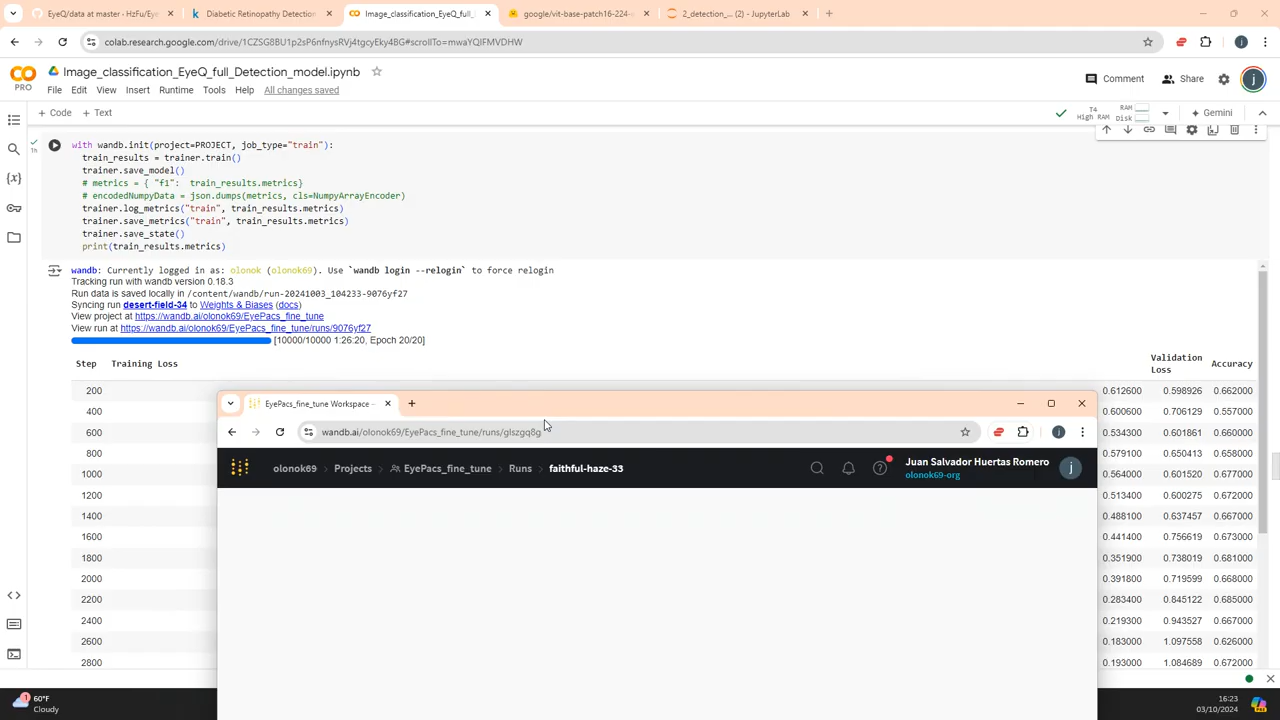 EyeQ/data at master · HzFu/Eye
Diabetic Retinopathy Detection
Image_classification_EyeQ_full_
google/vit-base-patch16-224-
2_detection_... (2) - JupyterLab
colab.research.google.com/drive/1CZSG8BU1p2sP6nfnysRVj4tgcyEky4BG#scrollTo=mwaYQIFMVDHW
CO
PRO
Image_classification_EyeQ_full_Detection_model.ipynb
Comment
Share
File Edit View Insert Runtime Tools Help All changes saved
+ Code + Text
T4
High RAM
RAM
Disk
Gemini
1h
with wandb.init(project=PROJECT, job_type="train"):
train_results = trainer.train()
trainer.save_model()
# metrics = { "f1": train_results.metrics}
# encodedNumpyData = json.dumps(metrics, cls=NumpyArrayEncoder)
trainer.log_metrics("train", train_results.metrics)
trainer.save_metrics("train", train_results.metrics)
trainer.save_state()
print(train_results.metrics)
wandb: Currently logged in as: olonok (olonok69). Use `wandb login --relogin` to force relogin
Tracking run with wandb version 0.18.3
Run data is saved locally in /content/wandb/run-20241003_104233-9076yf27
Syncing run desert-field-34 to Weights & Biases (docs)
View project at https://wandb.ai/olonok69/EyePacs_fine_tune
View run at https://wandb.ai/olonok69/EyePacs_fine_tune/runs/9076yf27
[10000/10000 1:26:20, Epoch 20/20]
Step Training Loss Validation Loss Accuracy
200 0.612600 0.598926 0.662000
400 0.600600 0.706129 0.557000
600 0.534300 0.601861 0.660000
800 0.579100 0.650413 0.658000
1000 0.564000 0.601520 0.677000
1200 0.513400 0.600275 0.672000
1400 0.488100 0.637457 0.667000
1600 0.441400 0.756619 0.673000
1800 0.351900 0.738019 0.681000
2000 0.391800 0.719599 0.668000
2200 0.283400 0.845122 0.685000
2400 0.219300 0.943527 0.667000
2600 0.183000 1.097558 0.626000
2800 0.193000 1.084689 0.672000
EyePacs_fine_tune Workspace –
wandb.ai/olonok69/EyePacs_fine_tune/runs/glszgq8g
olonok69 Projects EyePacs_fine_tune Runs faithful-haze-33
Juan Salvador Huertas Romero
olonok69-org
60°F
Cloudy
16:23
03/10/2024